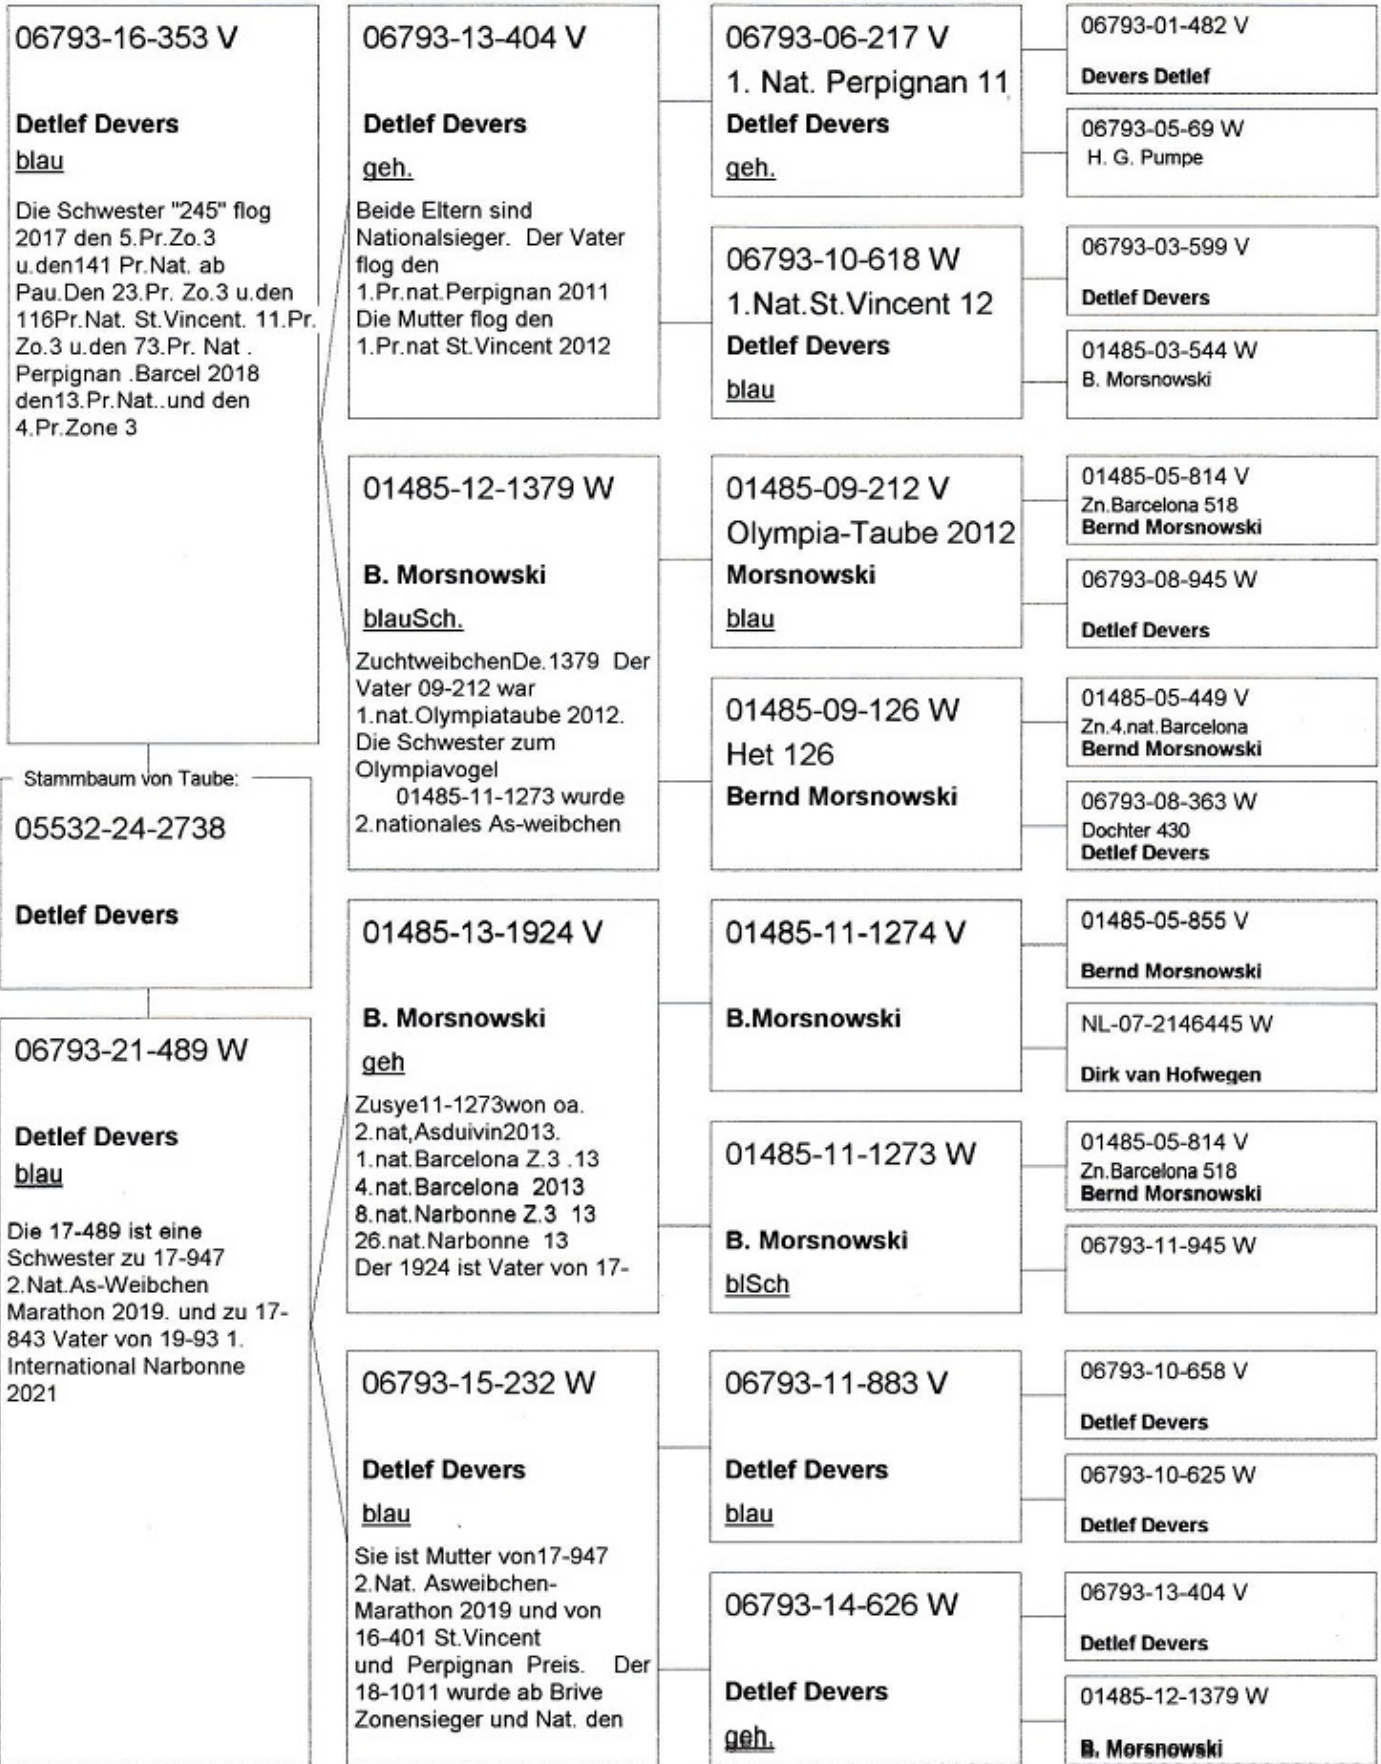 06793-16-353 V
Detlef Devers
blau
Die Schwester "245" flog
2017 den 5.Pr.Zo.3
u.den141 Pr.Nat. ab
Pau.Den 23.Pr. Zo.3 u.den
116Pr.Nat. St.Vincent. 11.Pr.
Zo.3 u.den 73.Pr. Nat .
Perpignan .Barcel 2018
den13.Pr.Nat..und den
4.Pr.Zone 3
Stammbaum von Taube:
05532-24-2738
Detlef Devers
06793-21-489 W
Detlef Devers
blau
Die 17-489 ist eine
Schwester zu 17-947
2.Nat.As-Weibchen
Marathon 2019. und zu 17-
843 Vater von 19-93 1.
International Narbonne
2021
06793-13-404 V
Detlef Devers
geh.
Beide Eltern sind
Nationalsieger. Der Vater
flog den
1.Pr.nat.Perpignan 2011
Die Mutter flog den
1.Pr.nat St.Vincent 2012
01485-12-1379 W
B. Morsnowski
blauSch.
ZuchtweibchenDe.1379 Der
Vater 09-212 war
1.nat.Olympiataube 2012.
Die Schwester zum
Olympiavogel
01485-11-1273 wurde
2.nationales As-weibchen
01485-13-1924 V
B. Morsnowski
geh
Zusye11-1273won oa.
2.nat,Asduivin2013.
1.nat.Barcelona Z.3 .13
4.nat.Barcelona 2013
8.nat.Narbonne Z.3 13
26.nat.Narbonne 13
Der 1924 ist Vater von 17-
06793-15-232 W
Detlef Devers
blau
Sie ist Mutter von17-947
2.Nat. Asweibchen-
Marathon 2019 und von
16-401 St.Vincent
und Perpignan Preis. Der
18-1011 wurde ab Brive
Zonensieger und Nat. den
06793-06-217 V
1. Nat. Perpignan 11
Detlef Devers
geh.
06793-10-618 W
1.Nat.St.Vincent 12
Detlef Devers
blau
01485-09-212 V
Olympia-Taube 2012
Morsnowski
blau
01485-09-126 W
Het 126
Bernd Morsnowski
01485-11-1274 V
B.Morsnowski
01485-11-1273 W
B. Morsnowski
blSch
06793-11-883 V
Detlef Devers
blau
06793-14-626 W
Detlef Devers
geh.
06793-01-482 V
Devers Detlef
06793-05-69 W
H. G. Pumpe
06793-03-599 V
Detlef Devers
01485-03-544 W
B. Morsnowski
01485-05-814 V
Zn.Barcelona 518
Bernd Morsnowski
06793-08-945 W
Detlef Devers
01485-05-449 V
Zn.4.nat.Barcelona
Bernd Morsnowski
06793-08-363 W
Dochter 430
Detlef Devers
01485-05-855 V
Bernd Morsnowski
NL-07-2146445 W
Dirk van Hofwegen
01485-05-814 V
Zn.Barcelona 518
Bernd Morsnowski
06793-11-945 W
06793-10-658 V
Detlef Devers
06793-10-625 W
Detlef Devers
06793-13-404 V
Detlef Devers
01485-12-1379 W
B. Morsnowski